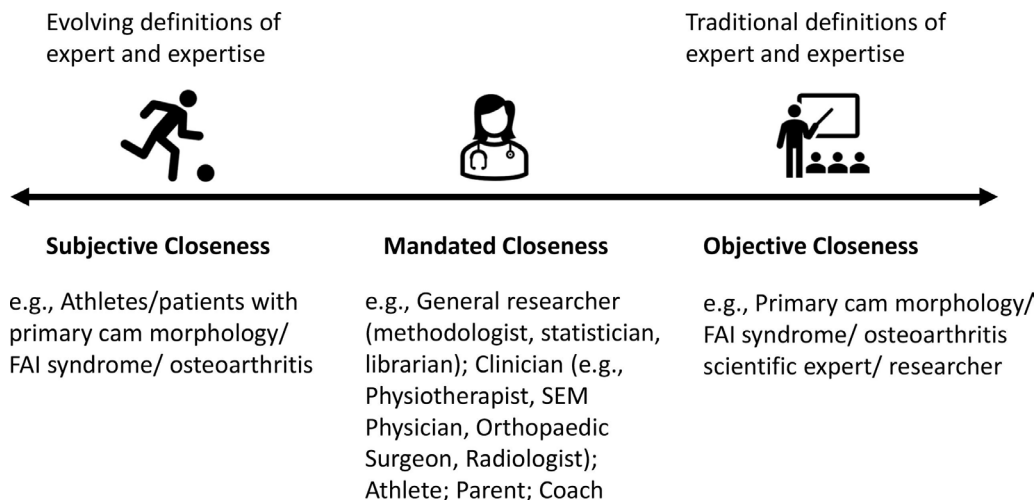 Evolving definitions of
expert and expertise
Traditional definitions of
expert and expertise
Subjective Closeness
e.g., Athletes/patients with
primary cam morphology/
FAI syndrome/ osteoarthritis
Mandated Closeness
e.g., General researcher
(methodologist, statistician,
librarian); Clinician (e.g.,
Physiotherapist, SEM
Physician, Orthopaedic
Surgeon, Radiologist);
Athlete; Parent; Coach
Objective Closeness
e.g., Primary cam morphology/
FAI syndrome/ osteoarthritis
scientific expert/ researcher